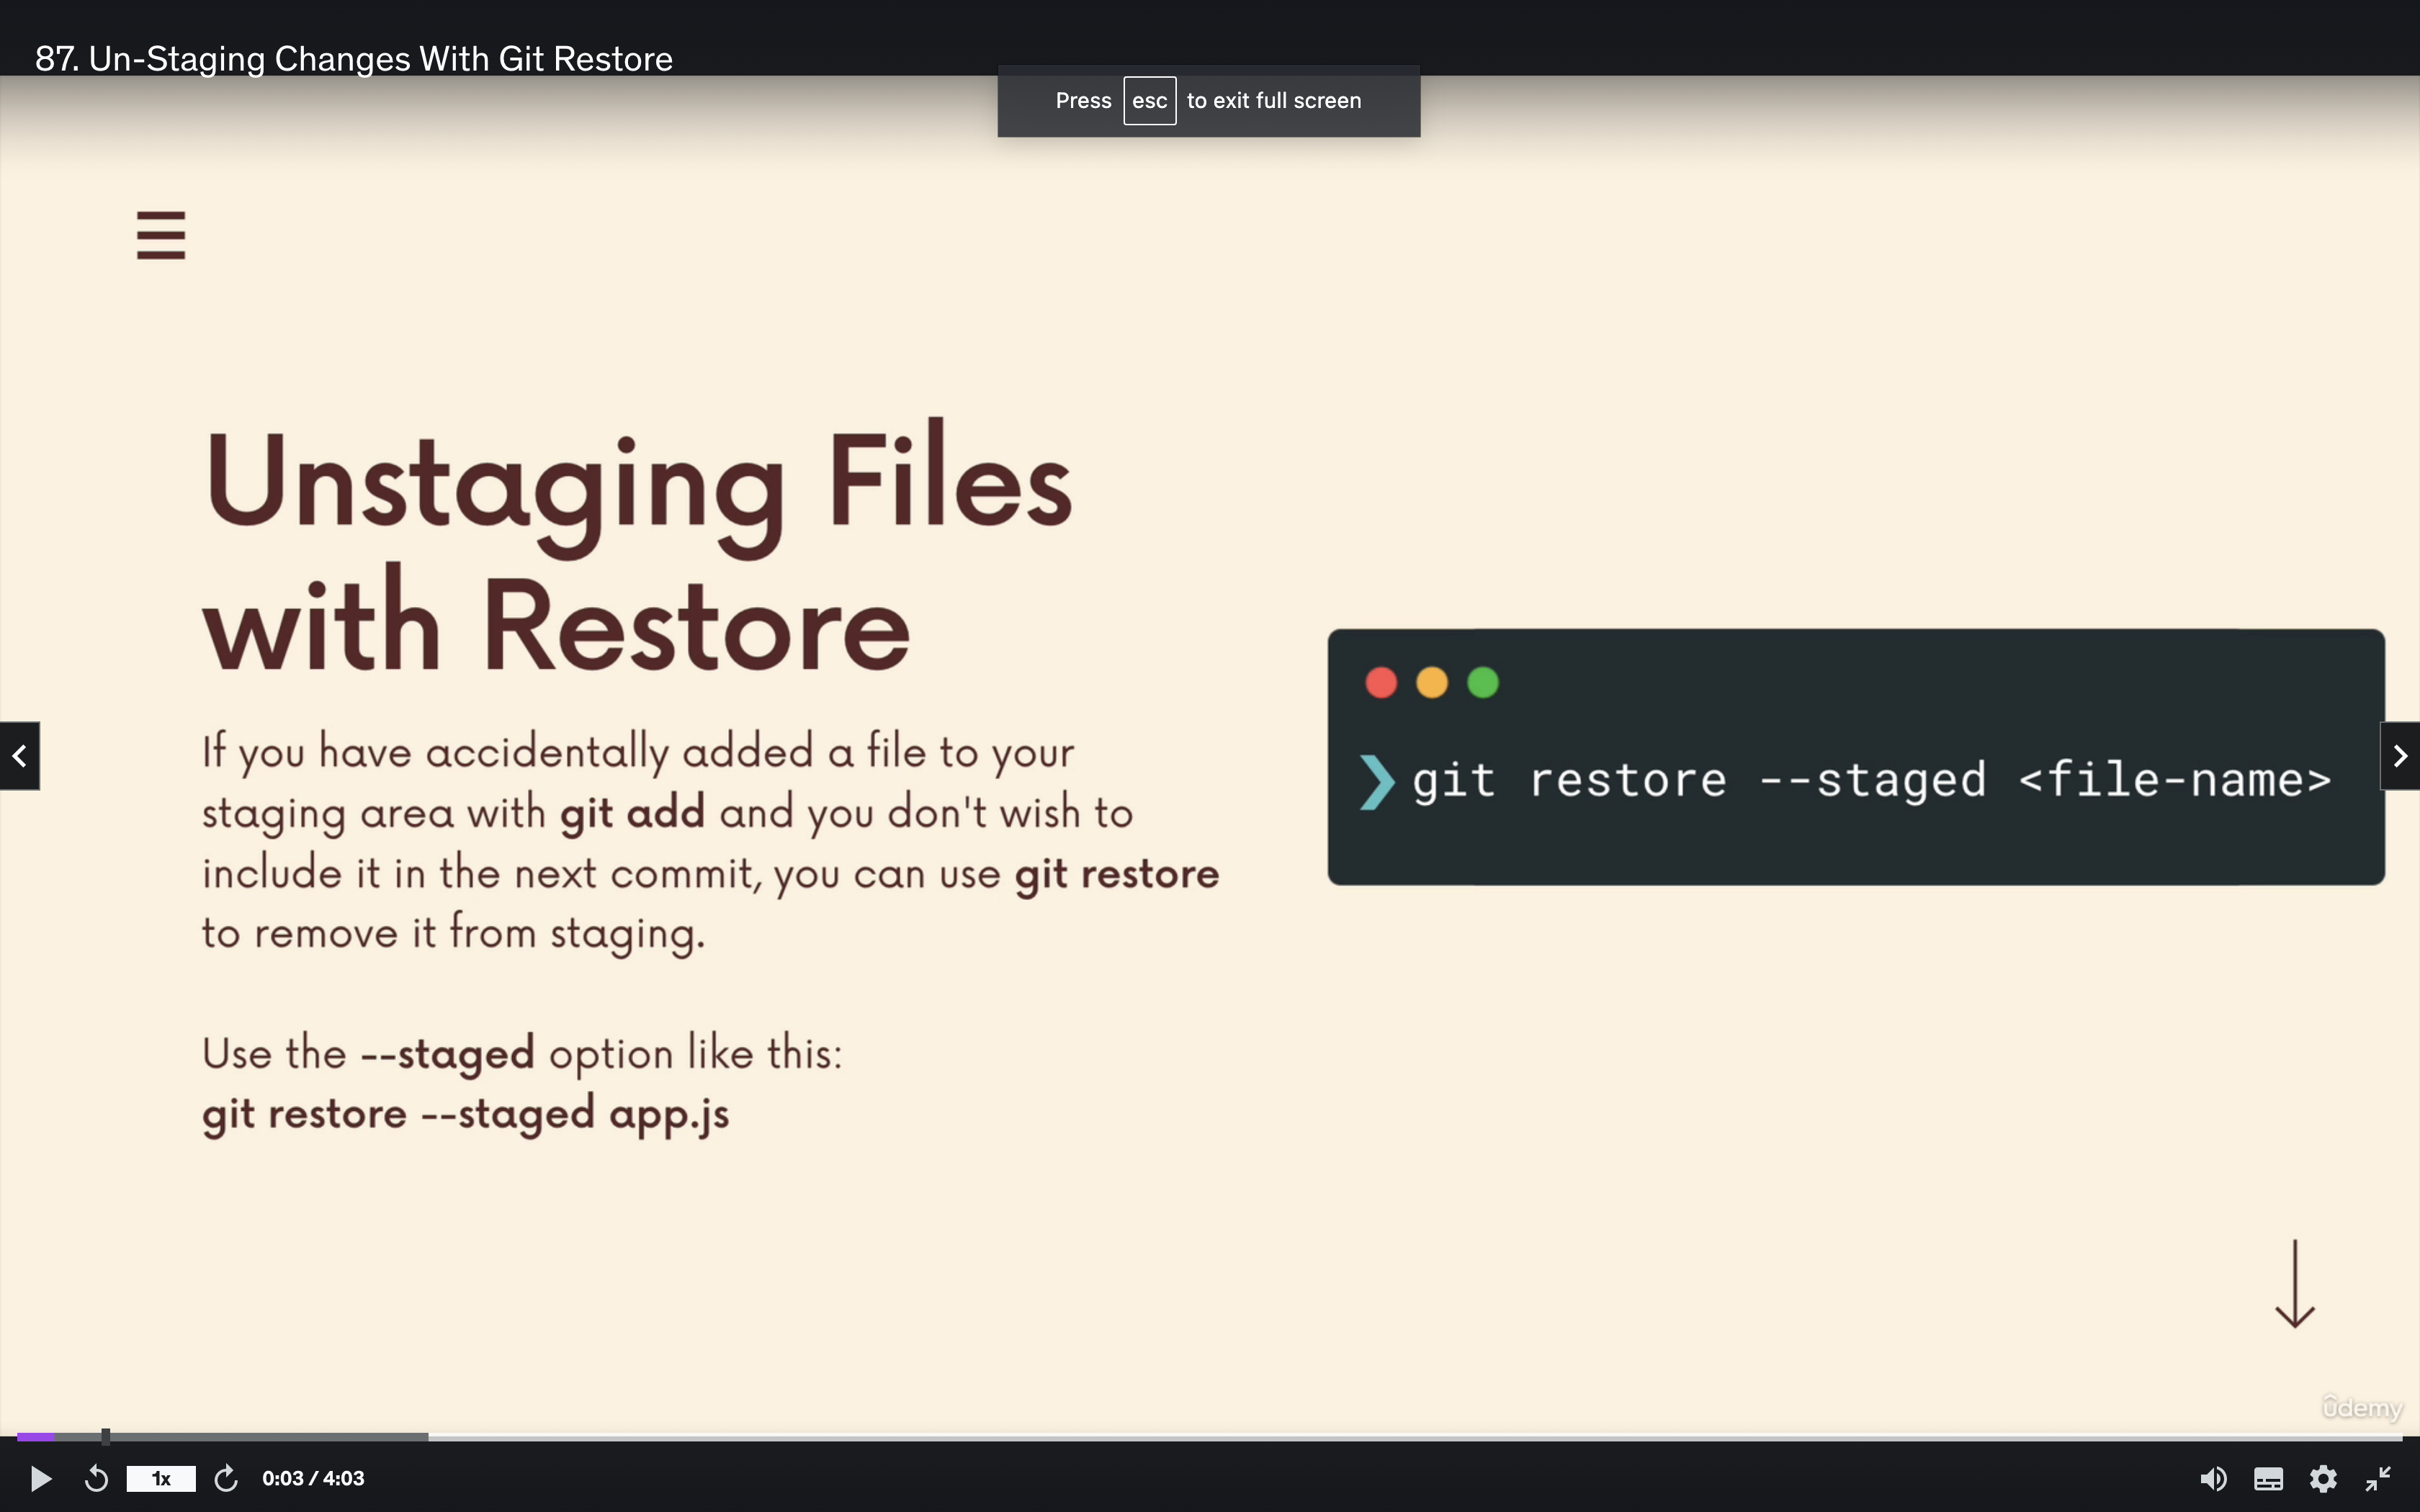 87. Un-Staging Changes With Git Restore
Press esc to exit full screen
Unstaging Files
with Restore
If you have accidentally added a file to your
staging area with git add and you don't wish to
include it in the next commit, you can use git restore
to remove it from staging.
Use the --staged option like this:
git restore --staged app.js
❯ git restore --staged <file-name>
ûdemy
1x
0:03 / 4:03